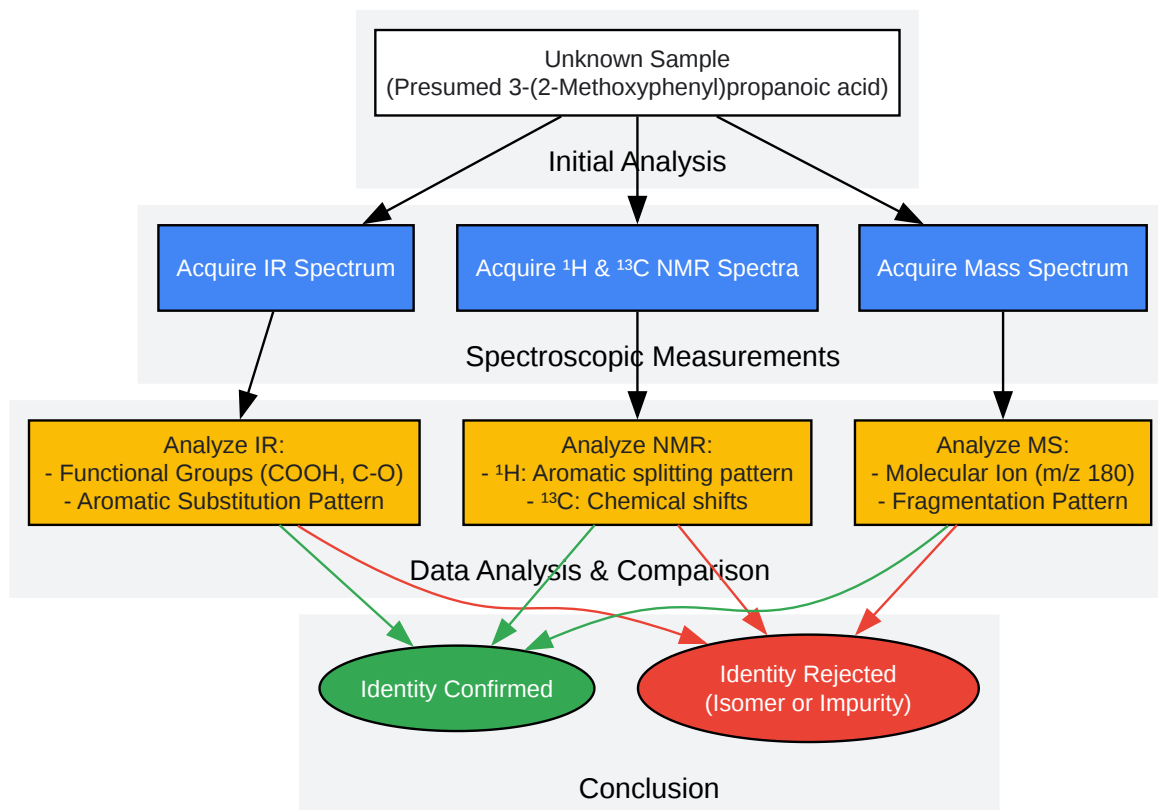 Unknown Sample
(Presumed 3-(2-Methoxyphenyl)propanoic acid)
Initial Analysis
Acquire IR Spectrum
Acquire ¹H & ¹³C NMR Spectra
Acquire Mass Spectrum
Spectroscopic Measurements
Analyze IR:
- Functional Groups (COOH, C-O)
- Aromatic Substitution Pattern
Analyze NMR:
- ¹H: Aromatic splitting pattern
- ¹³C: Chemical shifts
Analyze MS:
- Molecular Ion (m/z 180)
- Fragmentation Pattern
Data Analysis & Comparison
Identity Confirmed
Identity Rejected
(Isomer or Impurity)
Conclusion